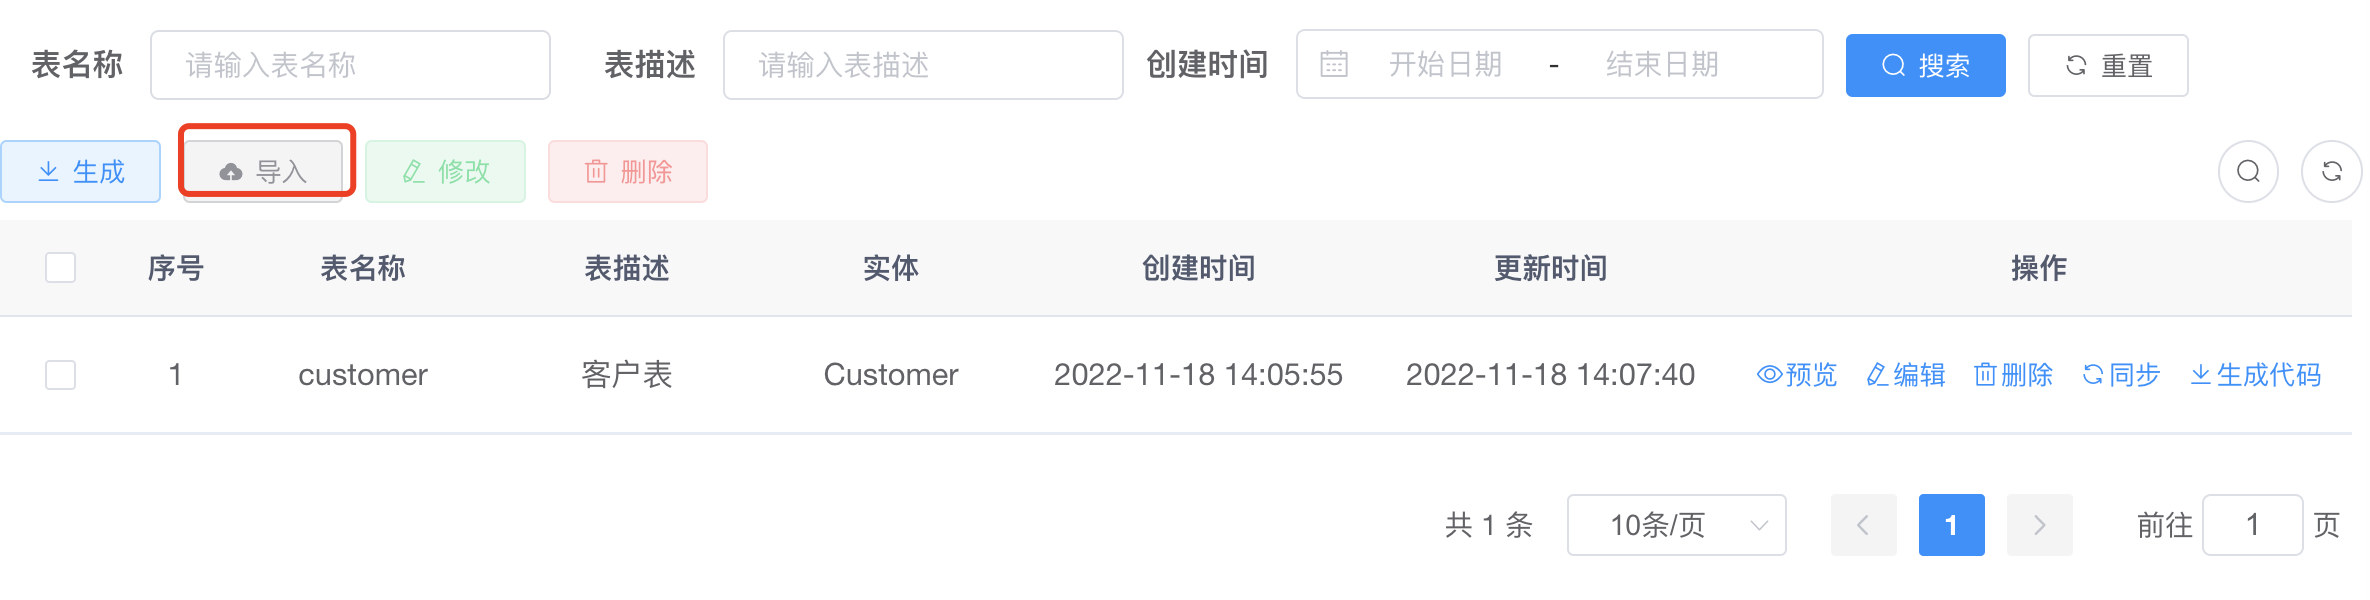 表名称 请输入表名称 表描述 请输入表描述 创建时间 开始日期 - 结束日期 搜索 重置
生成 导入 修改 删除
序号 表名称 表描述 实体 创建时间 更新时间 操作
1 customer 客户表 Customer 2022-11-18 14:05:55 2022-11-18 14:07:40 预览 编辑 删除 同步 生成代码
共 1 条 10条/页 1 前往 1 页